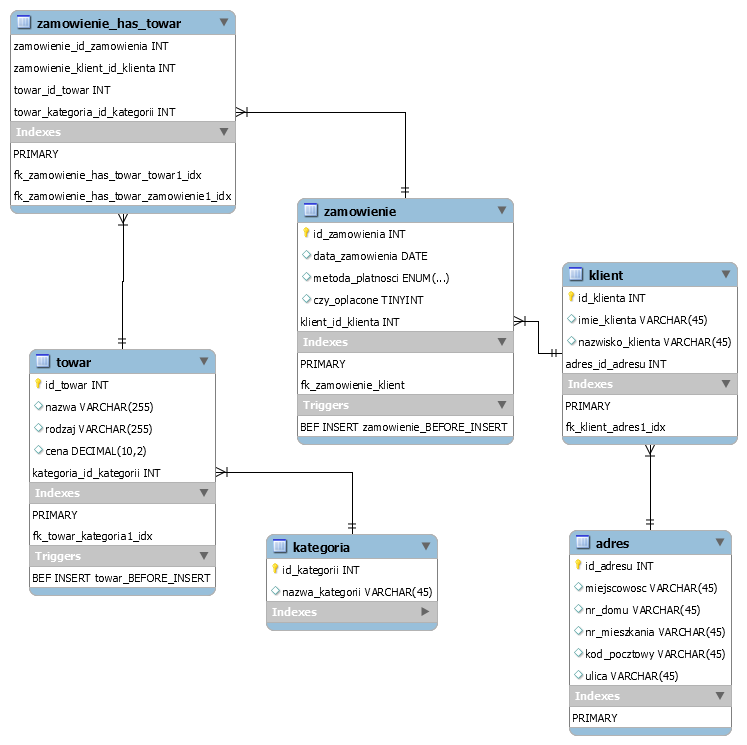 zamowienie_has_towar
zamowienie_id_zamowienia INT
zamowienie_klient_id_klienta INT
towar_id_towar INT
towar_kategoria_id_kategorii INT
Indexes
PRIMARY
fk_zamowienie_has_towar_towar1_idx
fk_zamowienie_has_towar_zamowienie1_idx
zamowienie
id_zamowienia INT
data_zamowienia DATE
metoda_platnosci ENUM(...)
czy_oplacone TINYINT
klient_id_klienta INT
Indexes
PRIMARY
fk_zamowienie_klient
Triggers
BEF INSERT zamowienie_BEFORE_INSERT
klient
id_klienta INT
imie_klienta VARCHAR(45)
nazwisko_klienta VARCHAR(45)
adres_id_adresu INT
Indexes
PRIMARY
fk_klient_adres1_idx
towar
id_towar INT
nazwa VARCHAR(255)
rodzaj VARCHAR(255)
cena DECIMAL(10,2)
kategoria_id_kategorii INT
Indexes
PRIMARY
fk_towar_kategoria1_idx
Triggers
BEF INSERT towar_BEFORE_INSERT
kategoria
id_kategorii INT
nazwa_kategorii VARCHAR(45)
Indexes
adres
id_adresu INT
miejscowosc VARCHAR(45)
nr_domu VARCHAR(45)
nr_mieszkania VARCHAR(45)
kod_pocztowy VARCHAR(45)
ulica VARCHAR(45)
Indexes
PRIMARY